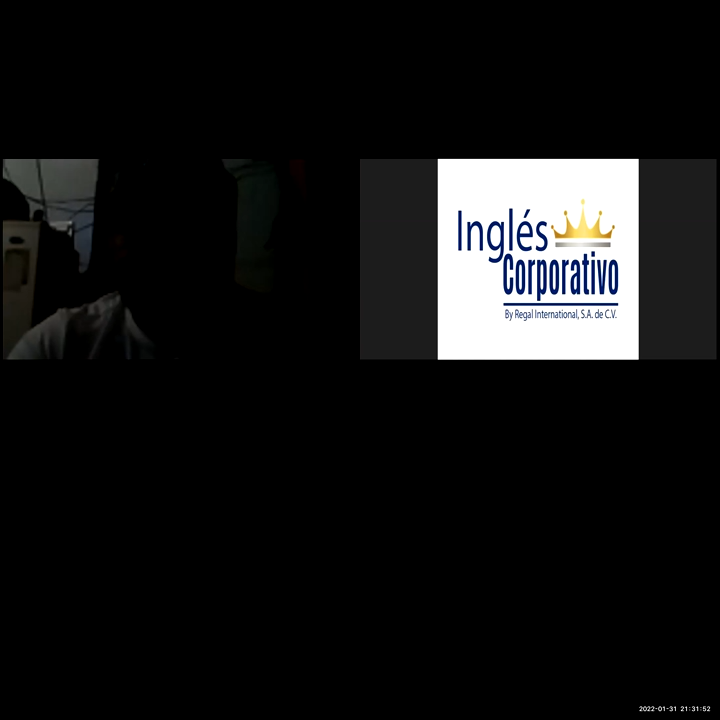 Inglés
Corporativo
By Regal International, S.A. de C.V.
2022-01-31 21:31:52